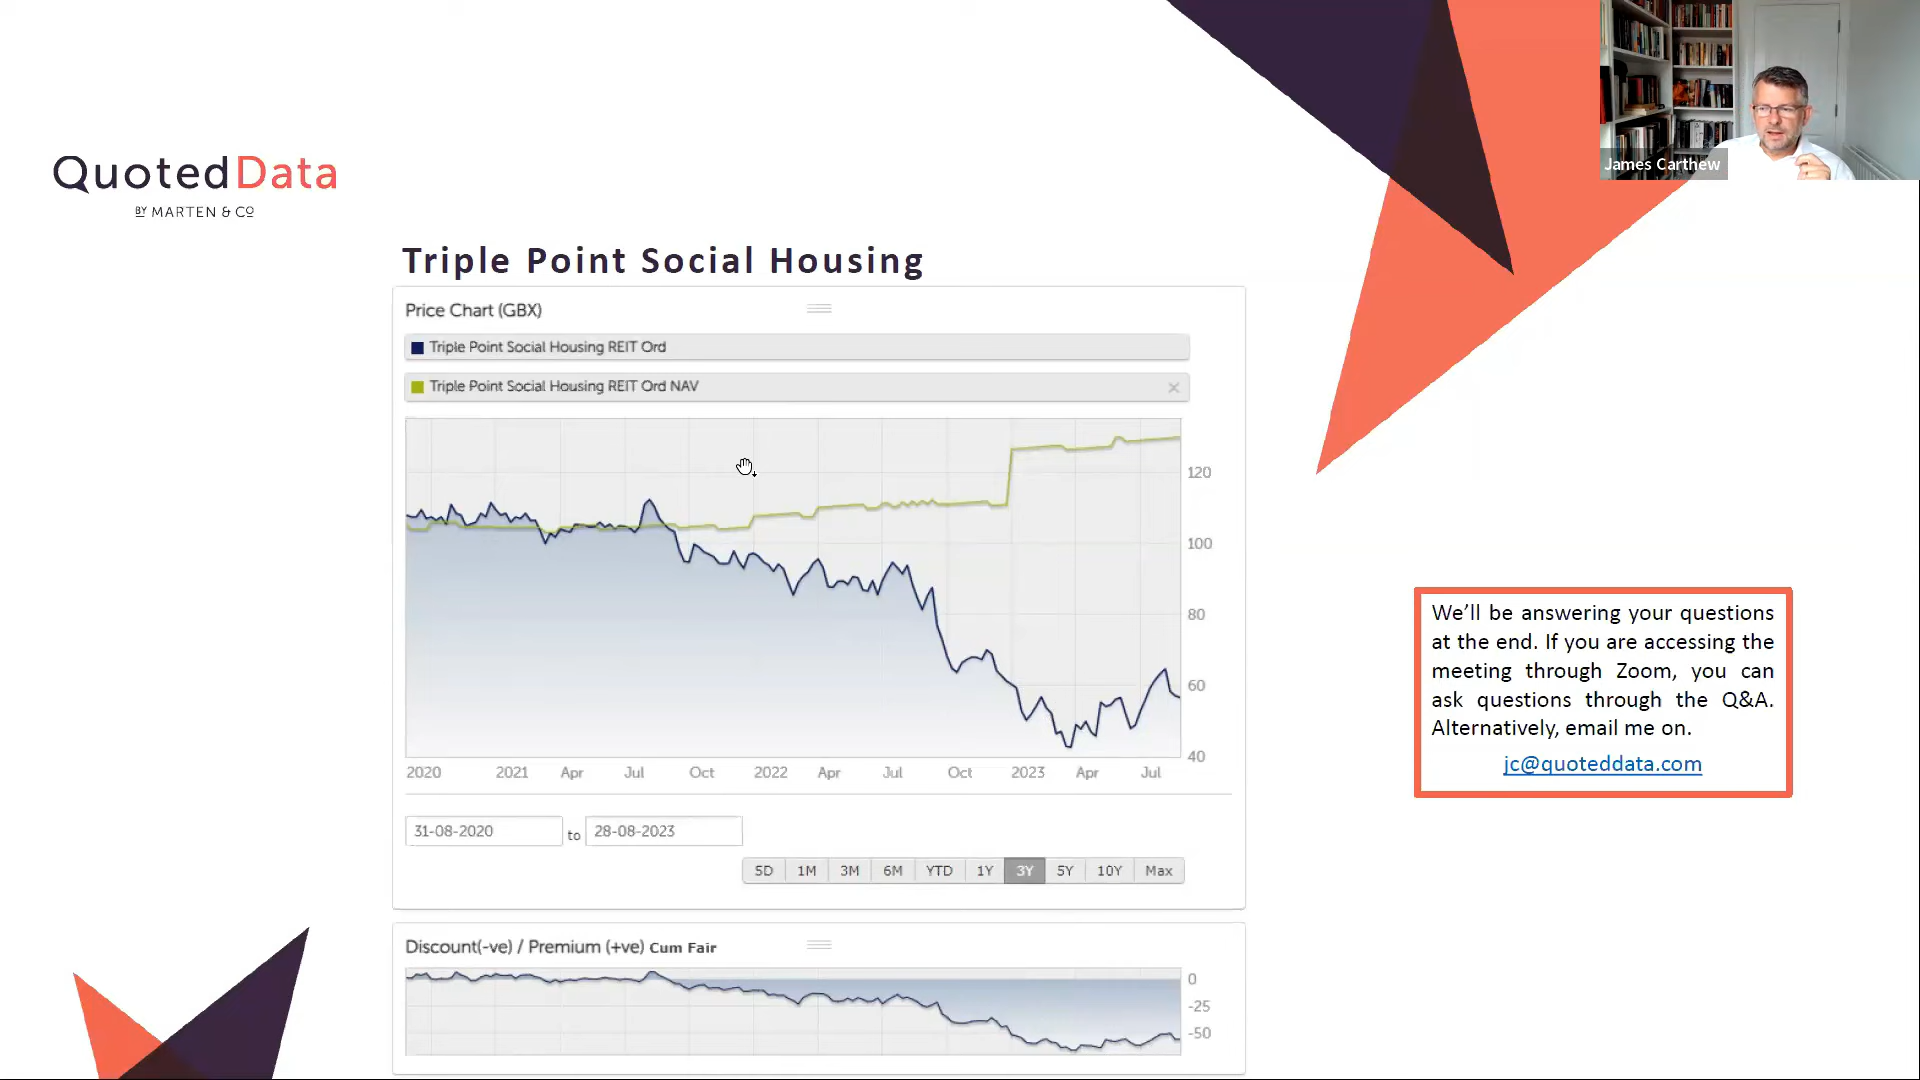 James Carthew
QuotedData
BY MARTEN & CO
Triple Point Social Housing
Price Chart (GBX)
Triple Point Social Housing REIT Ord
Triple Point Social Housing REIT Ord NAV
120
100
80
60
40
2020 2021 Apr Jul Oct 2022 Apr Jul Oct 2023 Apr Jul
31-08-2020 to 28-08-2023
5D 1M 3M 6M YTD 1Y 3Y 5Y 10Y Max
Discount(-ve) / Premium (+ve) Cum Fair
0
-25
-50
We'll be answering your questions
at the end. If you are accessing the
meeting through Zoom, you can
ask questions through the Q&A.
Alternatively, email me on.
jc@quoteddata.com